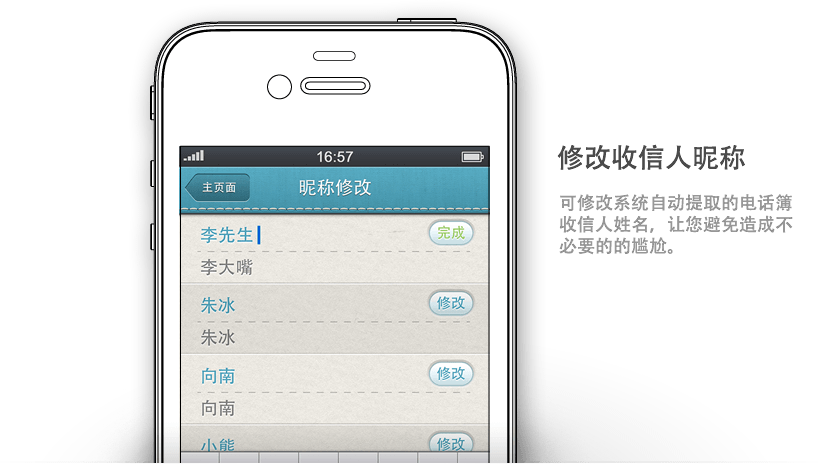 16:57
主页面
昵称修改
李先生
完成
李大嘴
朱冰
修改
朱冰
向南
修改
向南
小能
修改
修改收信人昵称
可修改系统自动提取的电话簿
收信人姓名，让您避免造成不
必要的的尴尬。